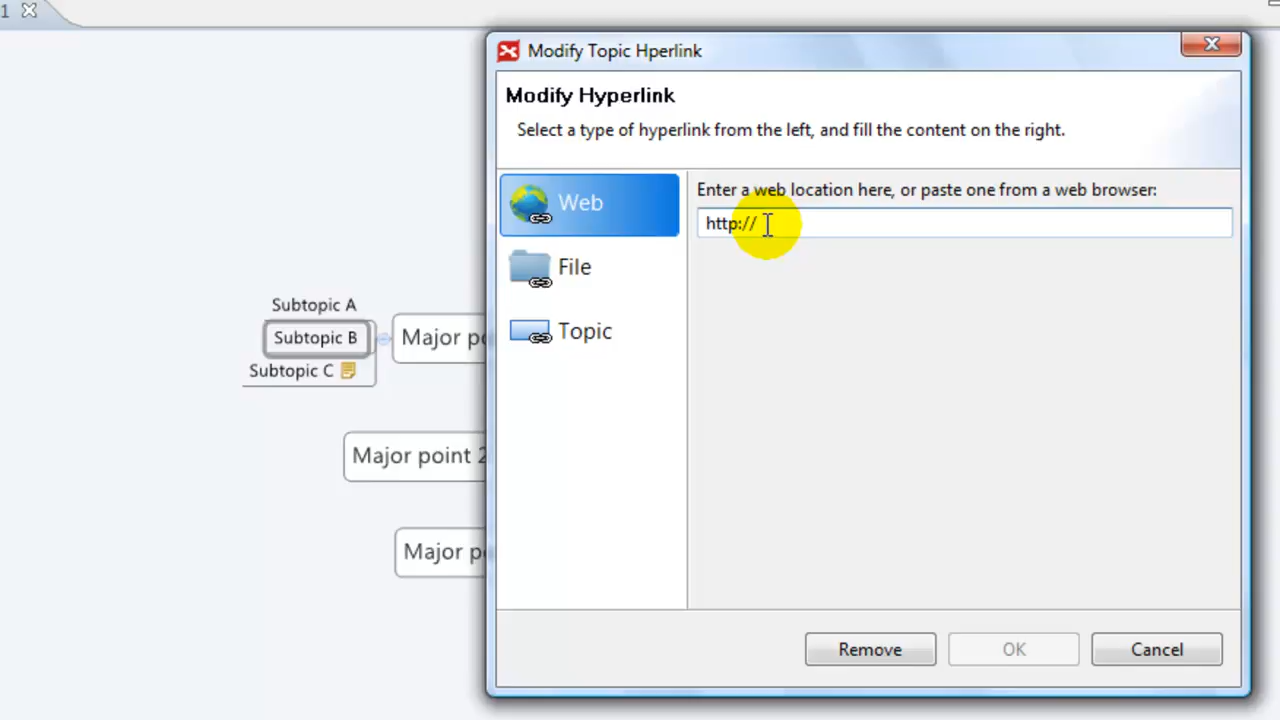 1
Modify Topic Hperlink
Modify Hyperlink
Select a type of hyperlink from the left, and fill the content on the right.
Web
File
Topic
Enter a web location here, or paste one from a web browser:
http://
Subtopic A
Subtopic B
Subtopic C
Major po
Major point 2
Major po
Remove
OK
Cancel